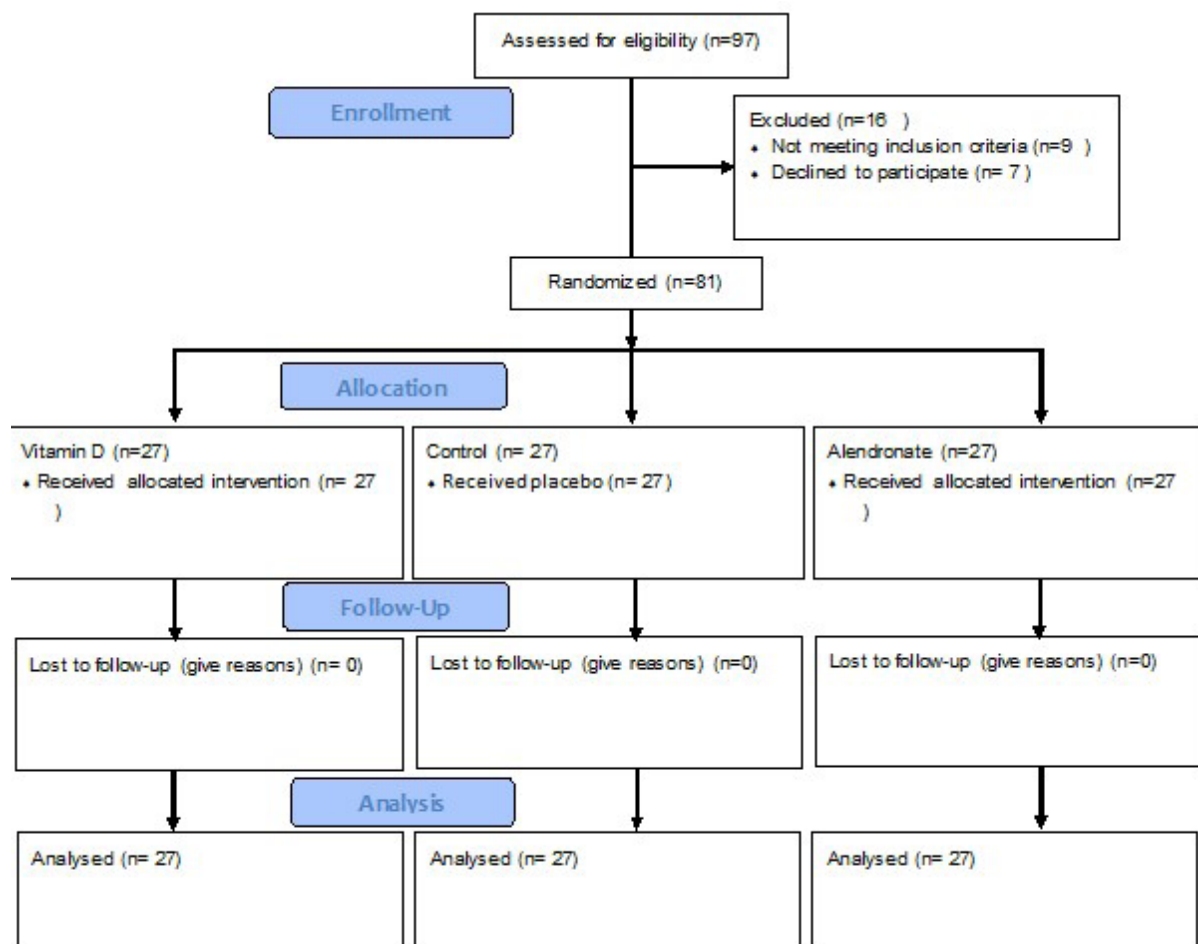 Assessed for eligibility (n=97)
Enrollment
Excluded (n=16 )
• Not meeting inclusion criteria (n=9 )
• Declined to participate (n= 7 )
Randomized (n=81)
Allocation
Vitamin D (n=27)
• Received allocated intervention (n= 27
)
Control (n= 27)
• Received placebo (n= 27)
Alendronate (n=27)
• Received allocated intervention (n=27
)
Follow-Up
Lost to follow-up (give reasons) (n= 0)
Lost to follow-up (give reasons) (n=0)
Lost to follow-up (give reasons) (n=0)
Analysis
Analysed (n= 27)
Analysed (n= 27)
Analysed (n= 27)